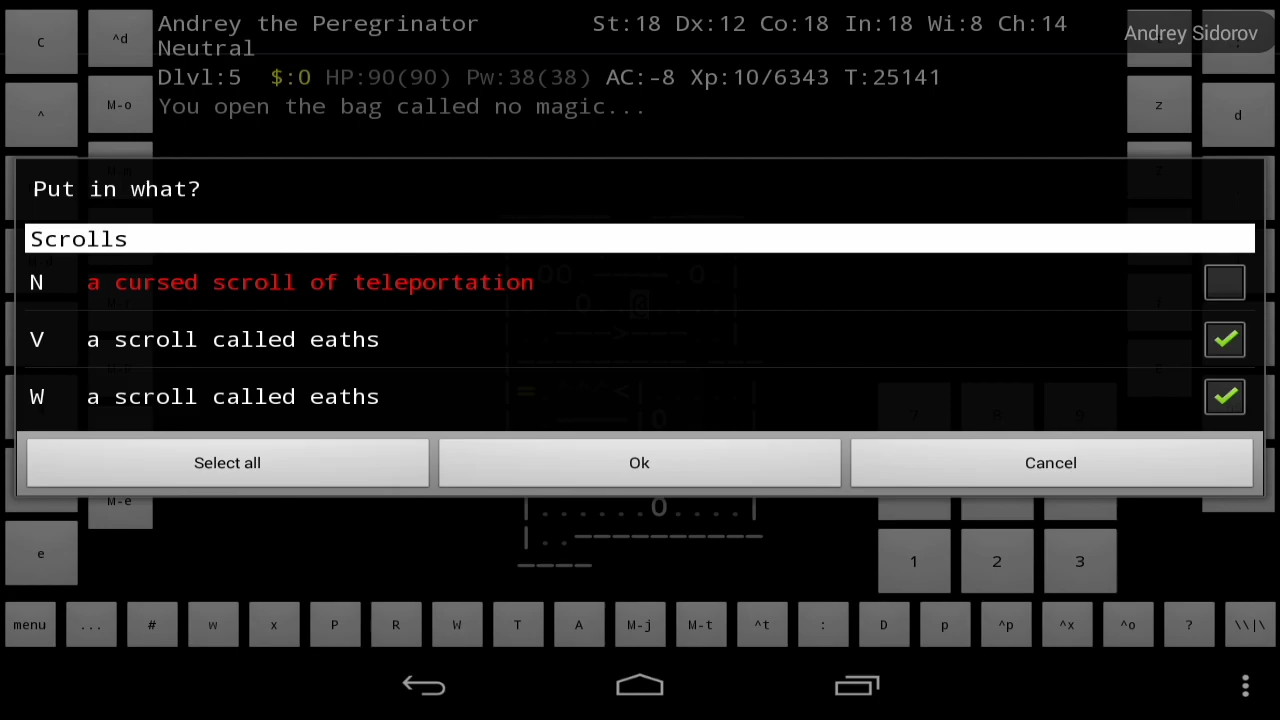 Andrey the Peregrinator St:18 Dx:12 Co:18 In:18 Wi:8 Ch:14
Neutral
Dlvl:5 $:0 HP:90(90) Pw:38(38) AC:-8 Xp:10/6343 T:25141
You open the bag called no magic...
Andrey Sidorov
c
^d
^
M-o
z
d
Put in what?
Scrolls
N a cursed scroll of teleportation
V a scroll called eaths
W a scroll called eaths
Select all Ok Cancel
M-e
|......0....|
|..----------
----
e
1 2 3
menu ... # w x P R W T A M-j M-t ^t : D p ^p ^x ^o ? \\|\